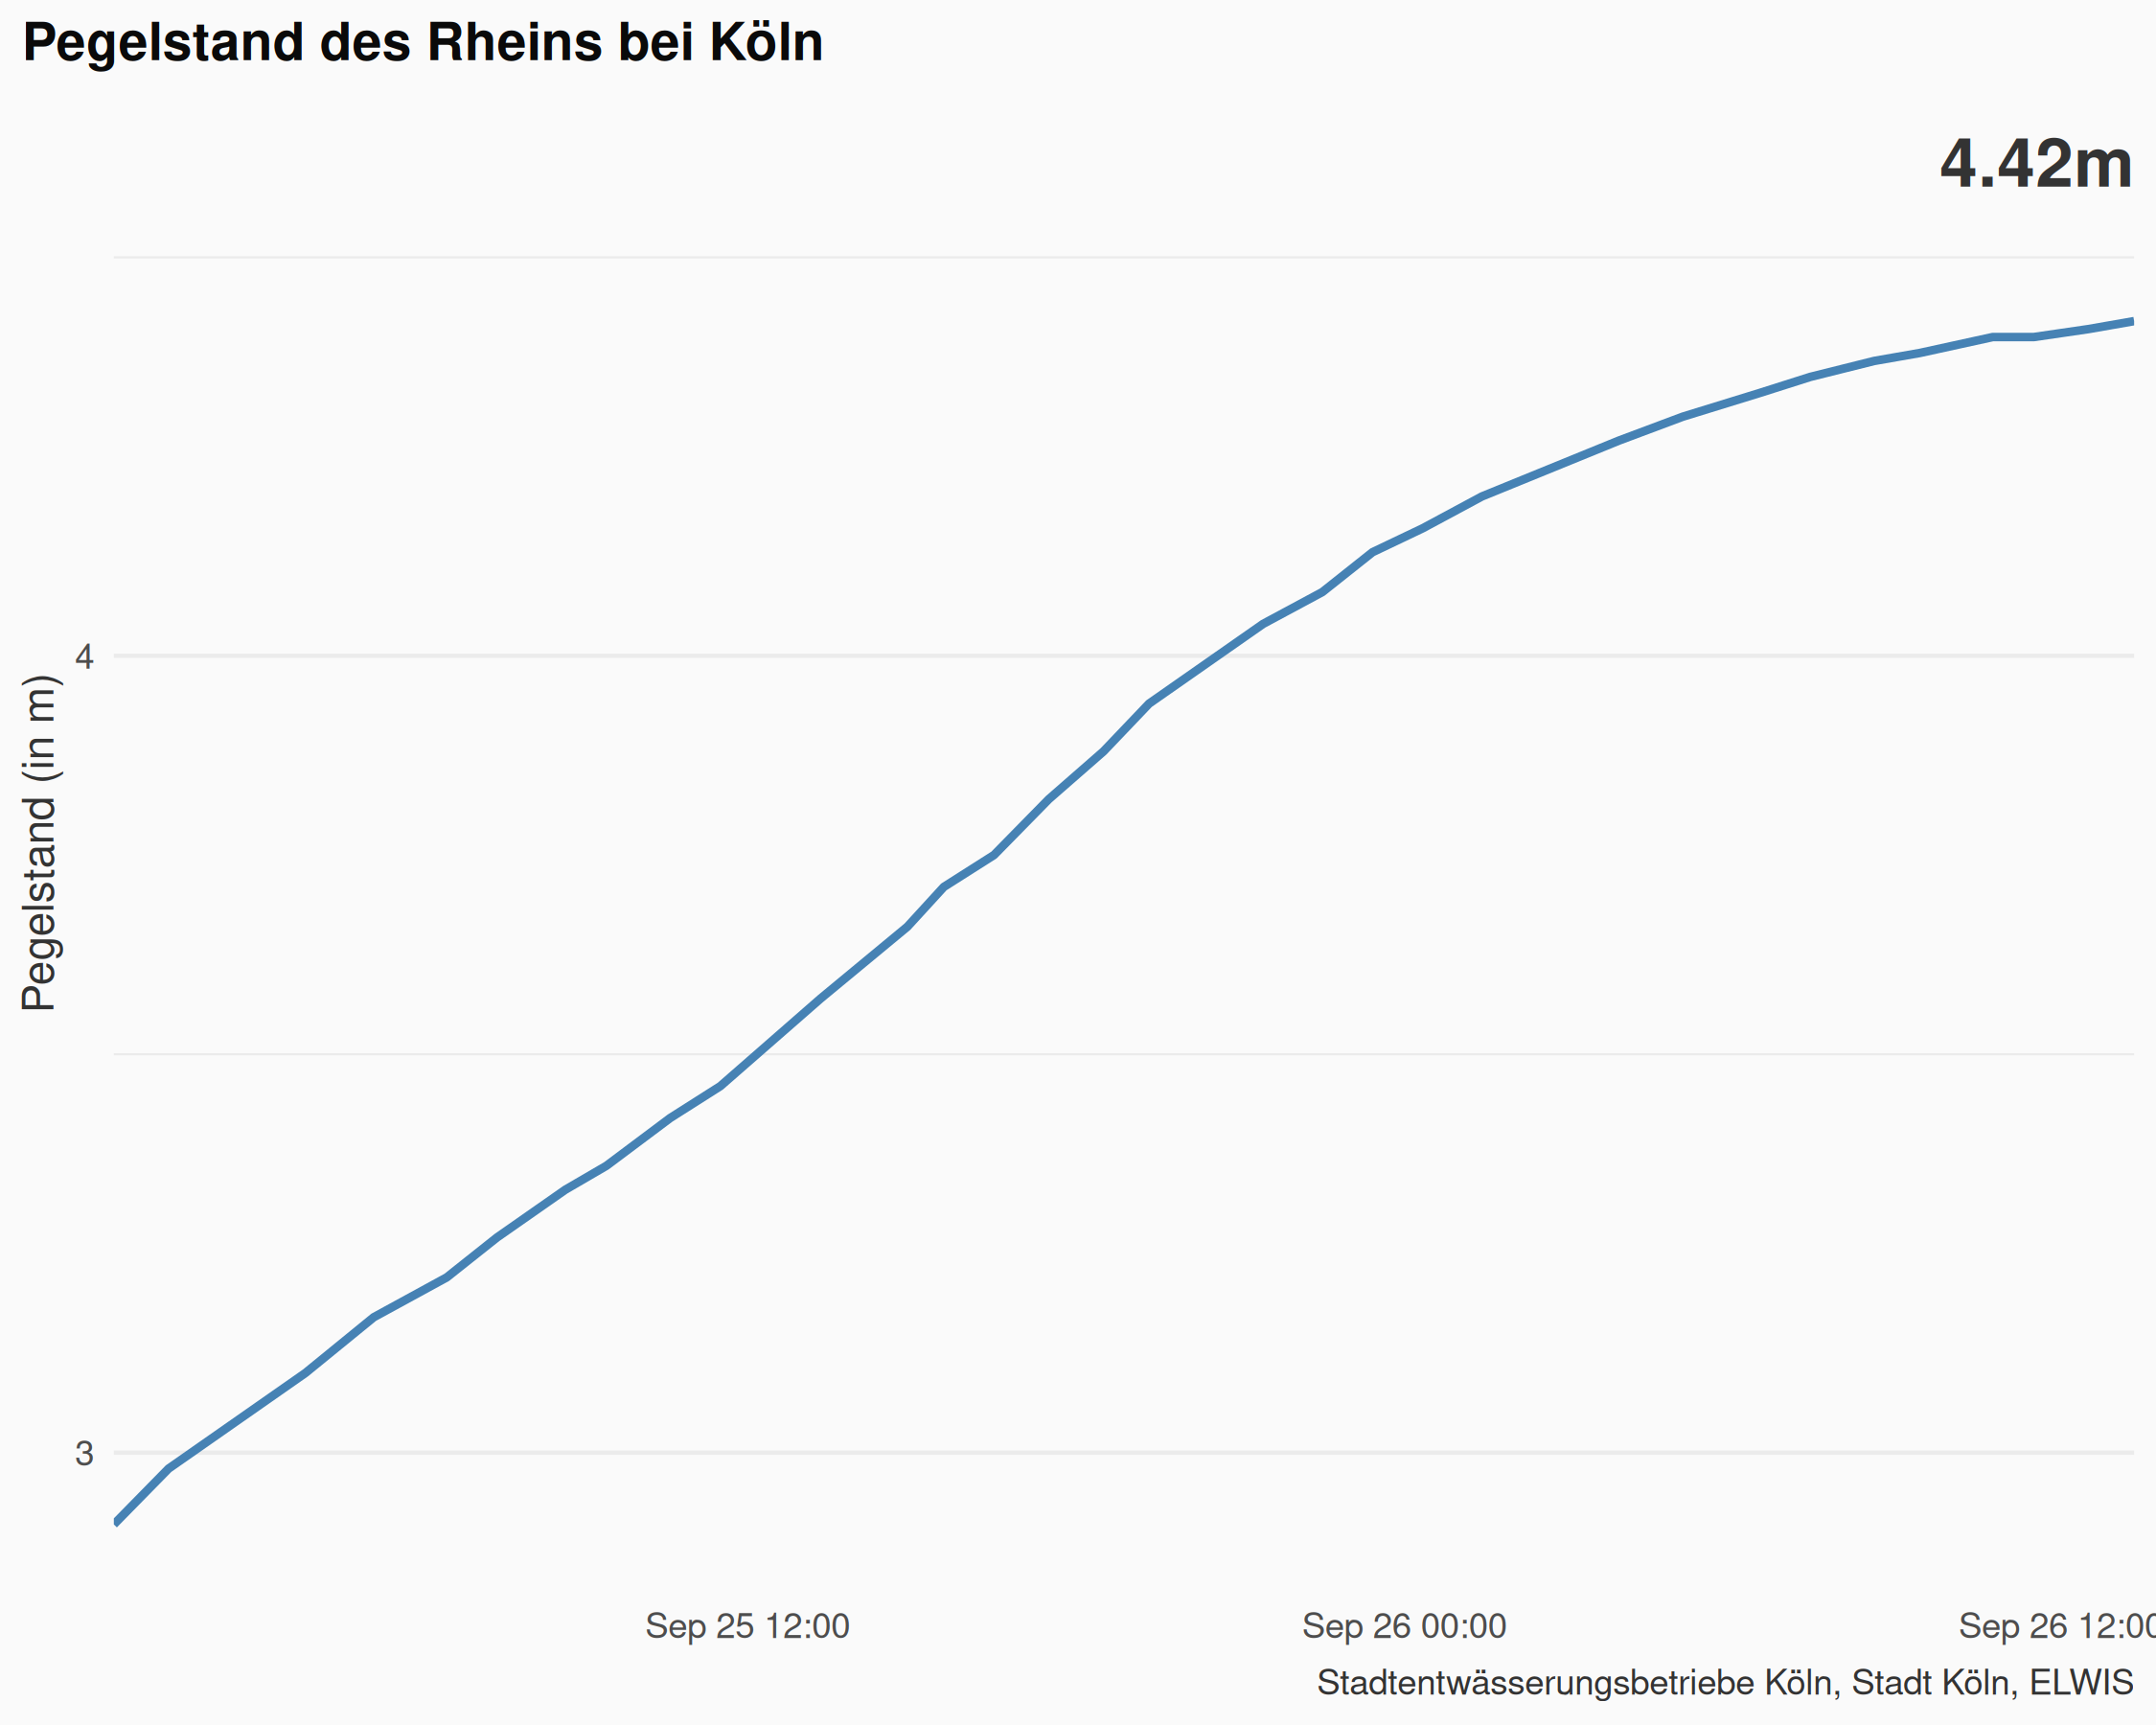 Pegelstand des Rheins bei Köln
4.42m
Pegelstand (in m)
4
3
Sep 25 12:00
Sep 26 00:00
Sep 26 12:00
Stadtentwässerungsbetriebe Köln, Stadt Köln, ELWIS